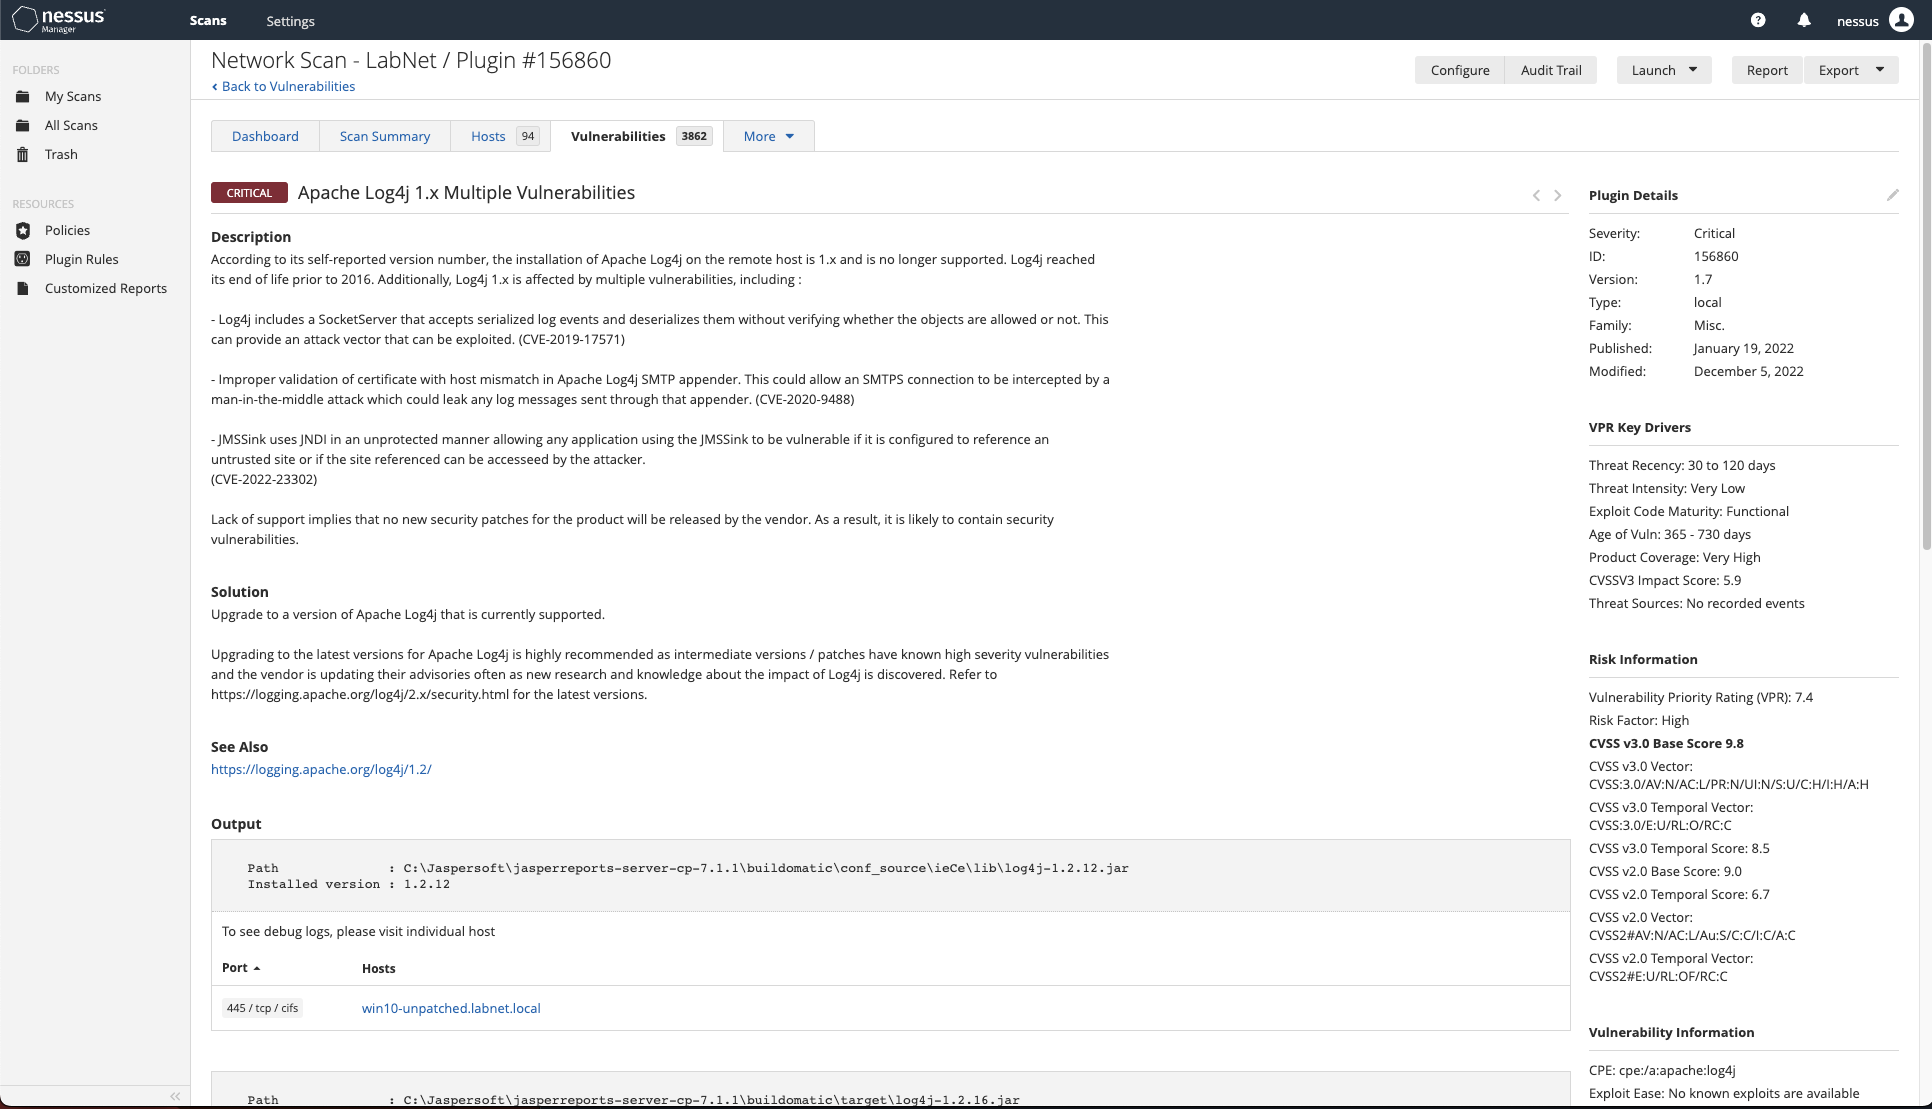 nessus
Manager
Scans
Settings
nessus
FOLDERS
My Scans
All Scans
Trash
RESOURCES
Policies
Plugin Rules
Customized Reports
Network Scan - LabNet / Plugin #156860
Back to Vulnerabilities
Configure
Audit Trail
Launch
Report
Export
Dashboard
Scan Summary
Hosts 94
Vulnerabilities 3862
More
CRITICAL Apache Log4j 1.x Multiple Vulnerabilities
Description
According to its self-reported version number, the installation of Apache Log4j on the remote host is 1.x and is no longer supported. Log4j reached
its end of life prior to 2016. Additionally, Log4j 1.x is affected by multiple vulnerabilities, including :
- Log4j includes a SocketServer that accepts serialized log events and deserializes them without verifying whether the objects are allowed or not. This
can provide an attack vector that can be exploited. (CVE-2019-17571)
- Improper validation of certificate with host mismatch in Apache Log4j SMTP appender. This could allow an SMTPS connection to be intercepted by a
man-in-the-middle attack which could leak any log messages sent through that appender. (CVE-2020-9488)
- JMSSink uses JNDI in an unprotected manner allowing any application using the JMSSink to be vulnerable if it is configured to reference an
untrusted site or if the site referenced can be accesseed by the attacker.
(CVE-2022-23302)
Lack of support implies that no new security patches for the product will be released by the vendor. As a result, it is likely to contain security
vulnerabilities.
Solution
Upgrade to a version of Apache Log4j that is currently supported.
Upgrading to the latest versions for Apache Log4j is highly recommended as intermediate versions / patches have known high severity vulnerabilities
and the vendor is updating their advisories often as new research and knowledge about the impact of Log4j is discovered. Refer to
https://logging.apache.org/log4j/2.x/security.html for the latest versions.
See Also
https://logging.apache.org/log4j/1.2/
Output
Path : C:\Jaspersoft\jasperreports-server-cp-7.1.1\buildomatic\conf_source\ieCe\lib\log4j-1.2.12.jar
Installed version : 1.2.12
To see debug logs, please visit individual host
Port Hosts
445 / tcp / cifs win10-unpatched.labnet.local
Path : C:\Jaspersoft\jasperreports-server-cp-7.1.1\buildomatic\target\log4j-1.2.16.jar
Plugin Details
Severity: Critical
ID: 156860
Version: 1.7
Type: local
Family: Misc.
Published: January 19, 2022
Modified: December 5, 2022
VPR Key Drivers
Threat Recency: 30 to 120 days
Threat Intensity: Very Low
Exploit Code Maturity: Functional
Age of Vuln: 365 - 730 days
Product Coverage: Very High
CVSSV3 Impact Score: 5.9
Threat Sources: No recorded events
Risk Information
Vulnerability Priority Rating (VPR): 7.4
Risk Factor: High
CVSS v3.0 Base Score 9.8
CVSS v3.0 Vector:
CVSS:3.0/AV:N/AC:L/PR:N/UI:N/S:U/C:H/I:H/A:H
CVSS v3.0 Temporal Vector:
CVSS:3.0/E:U/RL:O/RC:C
CVSS v3.0 Temporal Score: 8.5
CVSS v2.0 Base Score: 9.0
CVSS v2.0 Temporal Score: 6.7
CVSS v2.0 Vector:
CVSS2#AV:N/AC:L/Au:S/C:C/I:C/A:C
CVSS v2.0 Temporal Vector:
CVSS2#E:U/RL:OF/RC:C
Vulnerability Information
CPE: cpe:/a:apache:log4j
Exploit Ease: No known exploits are available